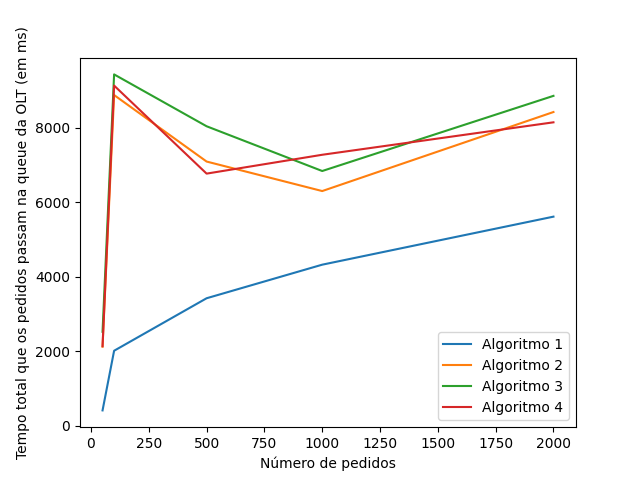 Tempo total que os pedidos passam na queue da OLT (em ms)
8000
6000
4000
2000
0
0 250 500 750 1000 1250 1500 1750 2000
Número de pedidos
Algoritmo 1
Algoritmo 2
Algoritmo 3
Algoritmo 4